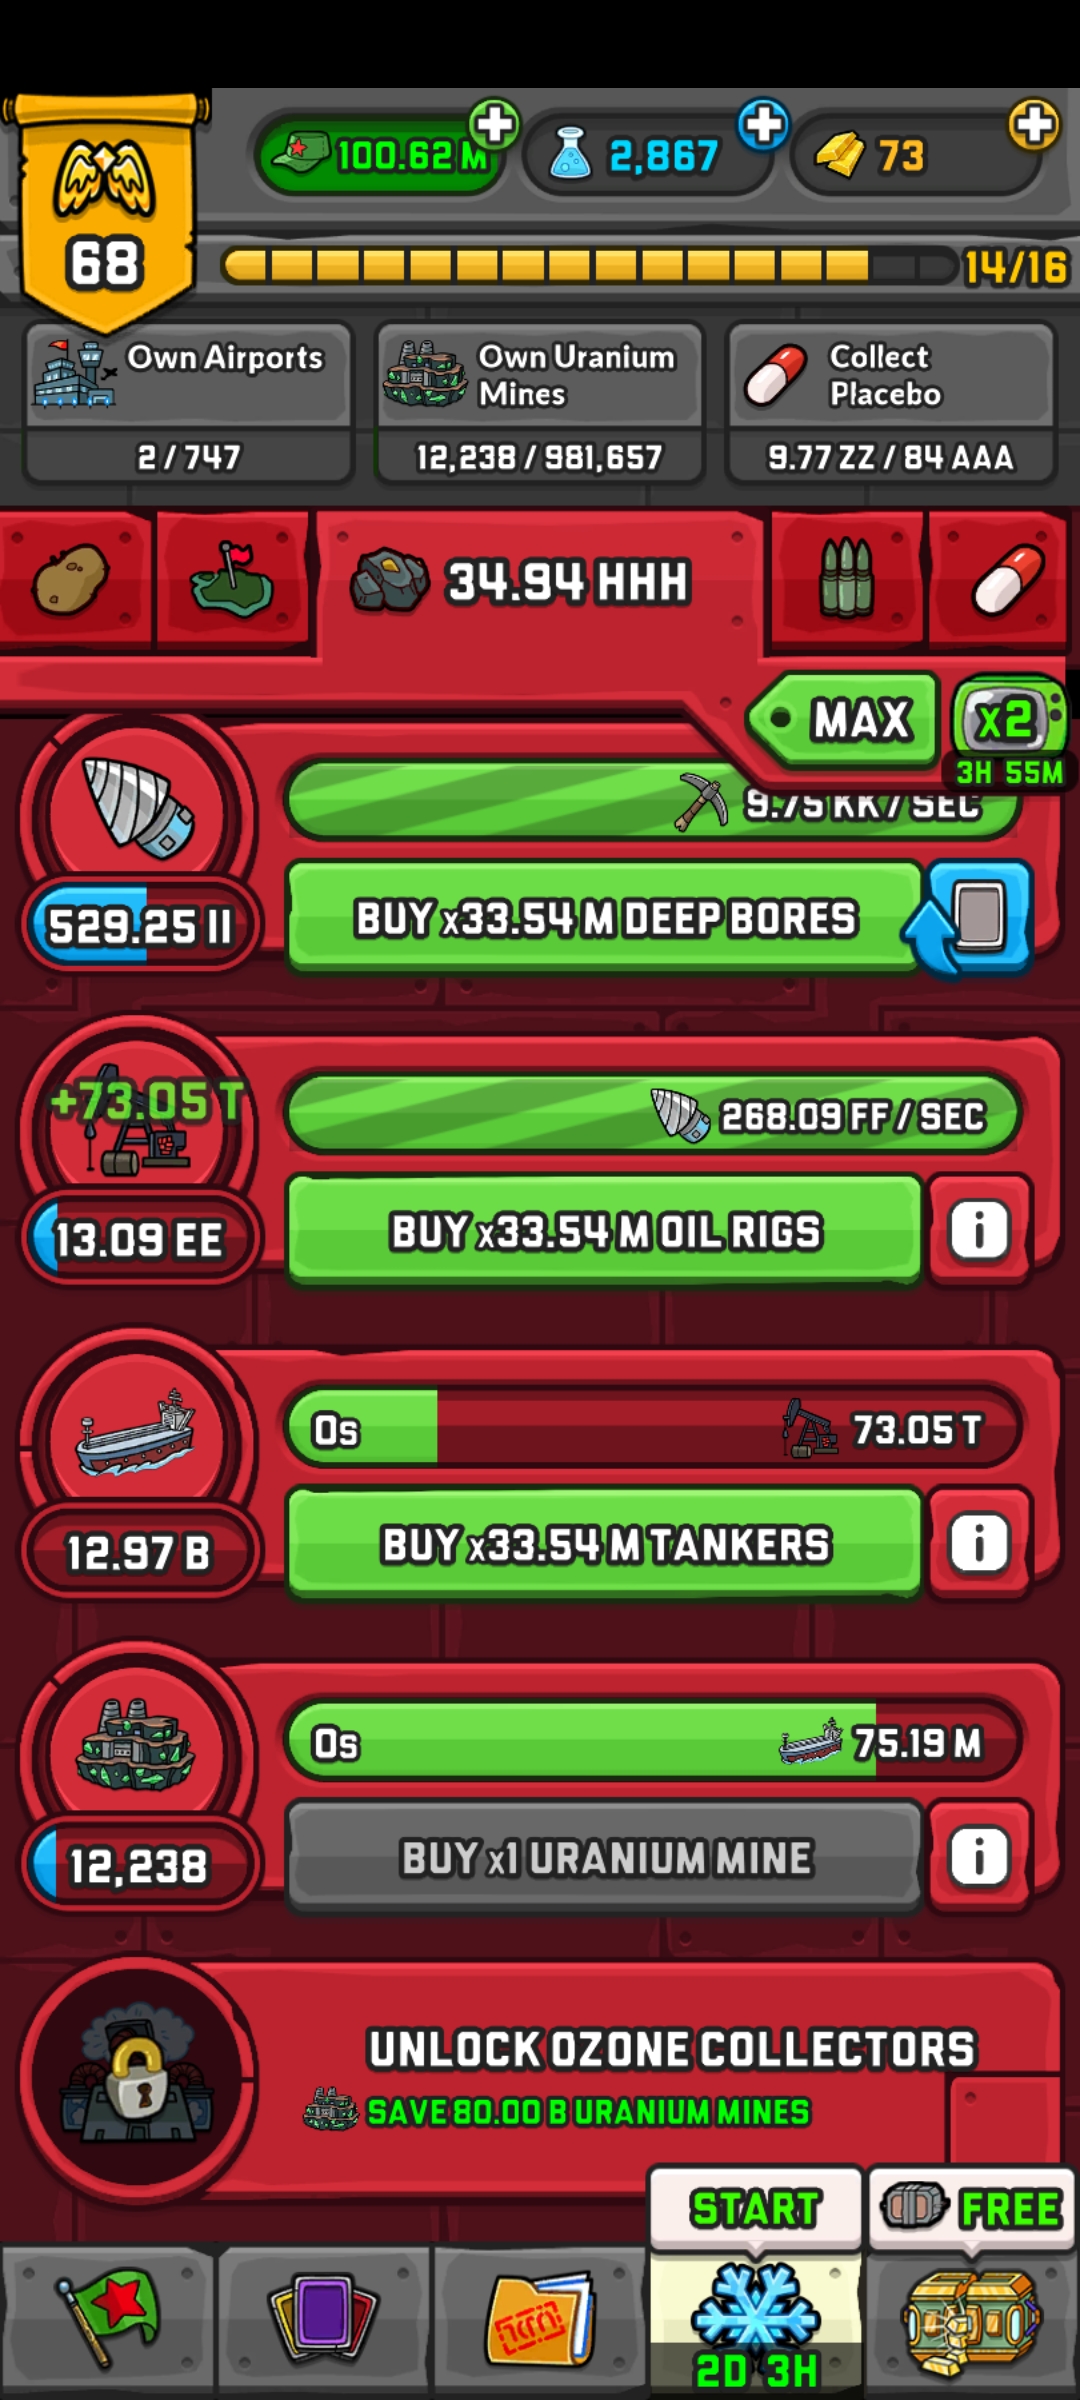 100.62 M
2,867
73
68
14/16
Own Airports
2 / 747
Own Uranium
Mines
12,238 / 981,657
Collect
Placebo
9.77 ZZ / 84 AAA
34.94 HHH
MAX
x2
3H 55M
9.75 KK / SEC
529.25 II
BUY x33.54 M DEEP BORES
+73.05 T
268.09 FF / SEC
13.09 EE
BUY x33.54 M OIL RIGS
i
0s
73.05 T
12.97 B
BUY x33.54 M TANKERS
i
0s
75.19 M
12,238
BUY x1 URANIUM MINE
i
UNLOCK OZONE COLLECTORS
SAVE 80.00 B URANIUM MINES
START
FREE
2D 3H